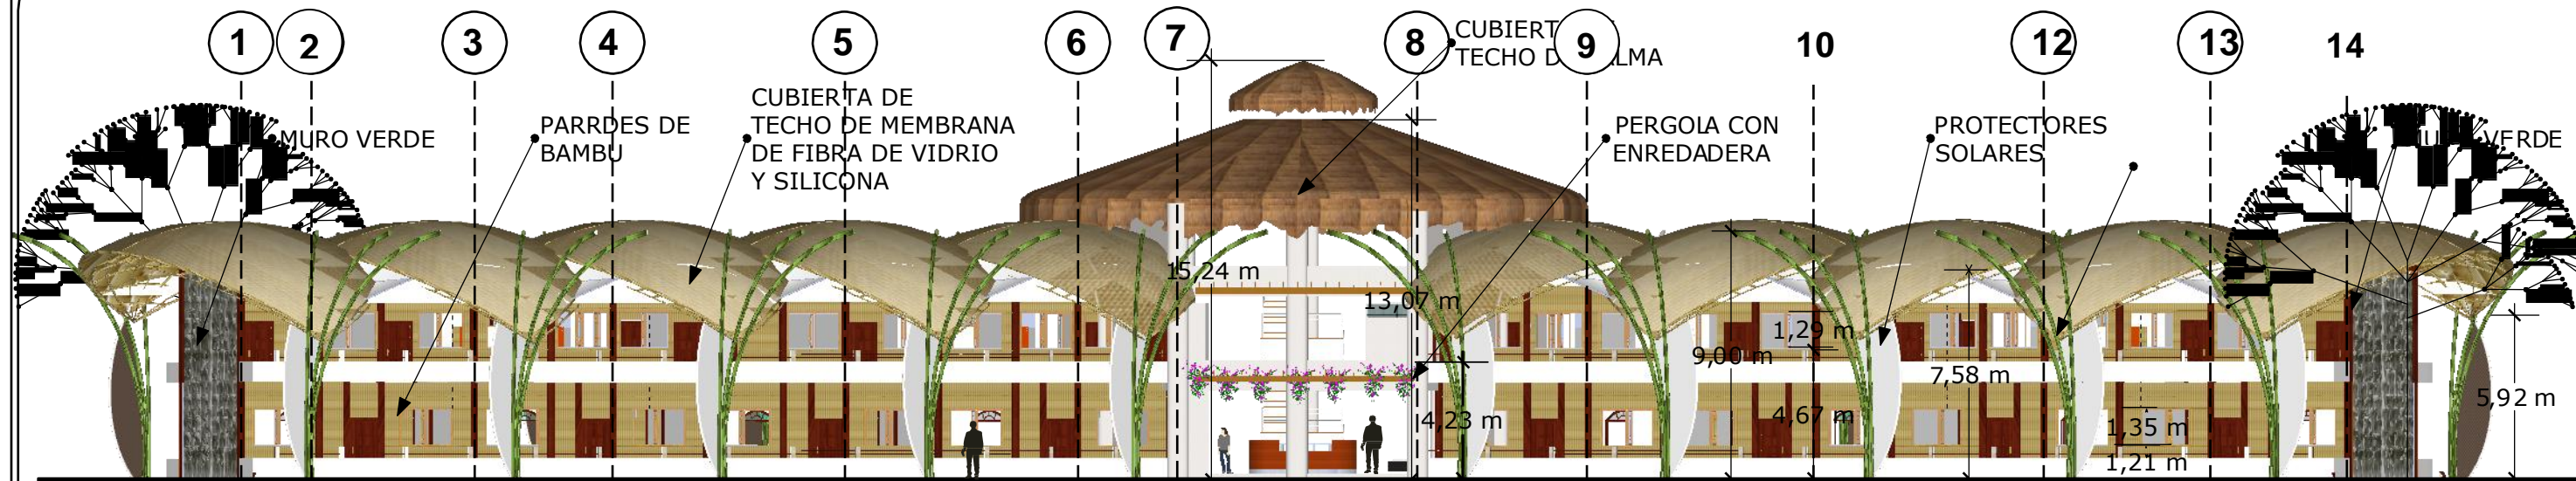 1 2 3 4 5 6 7 8 9 10 12 13 14
MURO VERDE
PARRDES DE
BAMBU
CUBIERTA DE
TECHO DE MEMBRANA
DE FIBRA DE VIDRIO
Y SILICONA
CUBIERT
TECHO D LMA
PERGOLA CON
ENREDADERA
PROTECTORES
SOLARES
VERDE
15,24 m
13,07 m
4,23 m
9,00 m
1,29 m
4,67 m
7,58 m
1,35 m
1,21 m
5,92 m